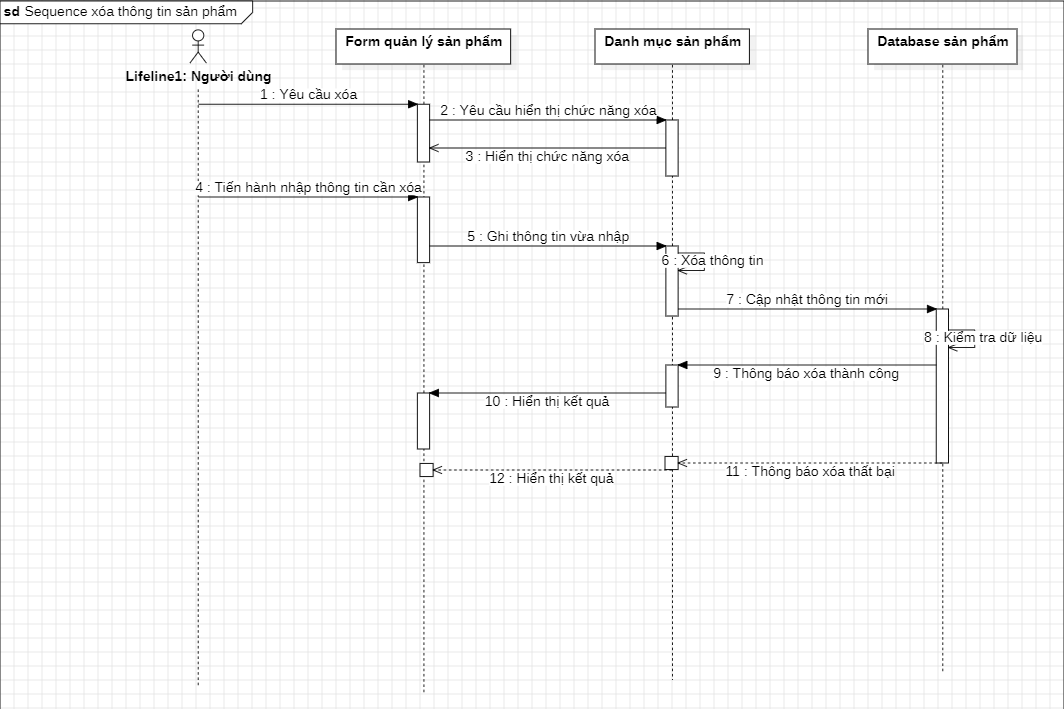 sd Sequence xóa thông tin sản phẩm
Form quản lý sản phẩm
Danh mục sản phẩm
Database sản phẩm
Lifeline1: Người dùng
1 : Yêu cầu xóa
2 : Yêu cầu hiển thị chức năng xóa
3 : Hiển thị chức năng xóa
4 : Tiến hành nhập thông tin cần xóa
5 : Ghi thông tin vừa nhập
6 : Xóa thông tin
7 : Cập nhật thông tin mới
8 : Kiểm tra dữ liệu
9 : Thông báo xóa thành công
10 : Hiển thị kết quả
11 : Thông báo xóa thất bại
12 : Hiển thị kết quả